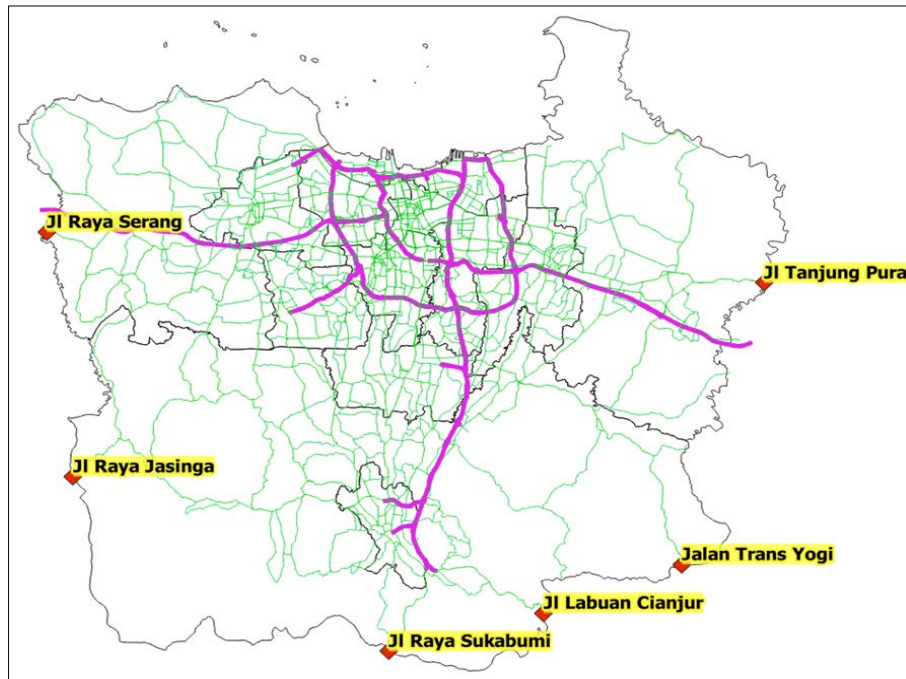 Jl Raya Serang
Jl Tanjung Pura
Jl Raya Jasinga
Jalan Trans Yogi
Jl Labuan Cianjur
Jl Raya Sukabumi